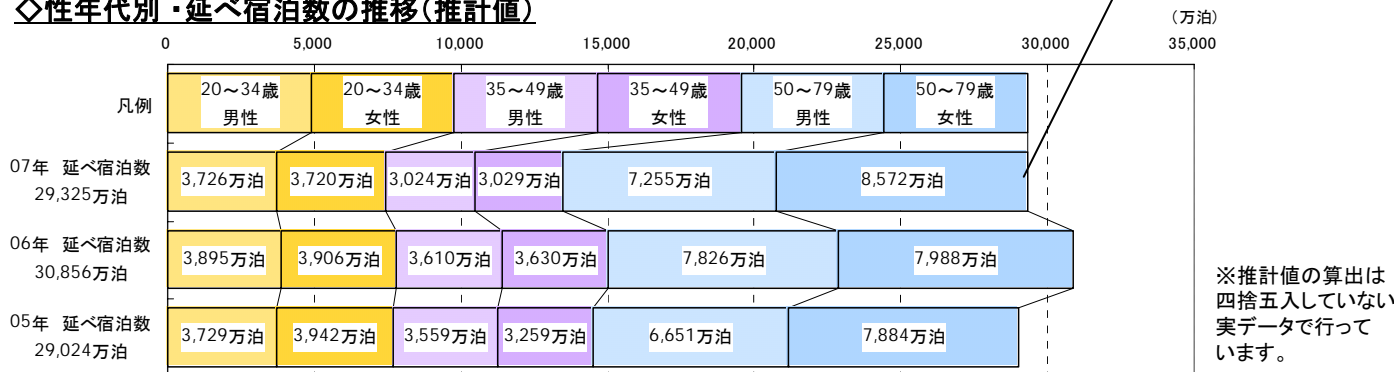 ◇性年代別・延べ宿泊数の推移(推計値)
(万泊)
0 5,000 10,000 15,000 20,000 25,000 30,000 35,000
凡例
20～34歳 男性
20～34歳 女性
35～49歳 男性
35～49歳 女性
50～79歳 男性
50～79歳 女性
07年 延べ宿泊数
29,325万泊
3,726万泊 3,720万泊 3,024万泊 3,029万泊 7,255万泊 8,572万泊
06年 延べ宿泊数
30,856万泊
3,895万泊 3,906万泊 3,610万泊 3,630万泊 7,826万泊 7,988万泊
05年 延べ宿泊数
29,024万泊
3,729万泊 3,942万泊 3,559万泊 3,259万泊 6,651万泊 7,884万泊
※推計値の算出は
四捨五入していない
実データで行って
います。